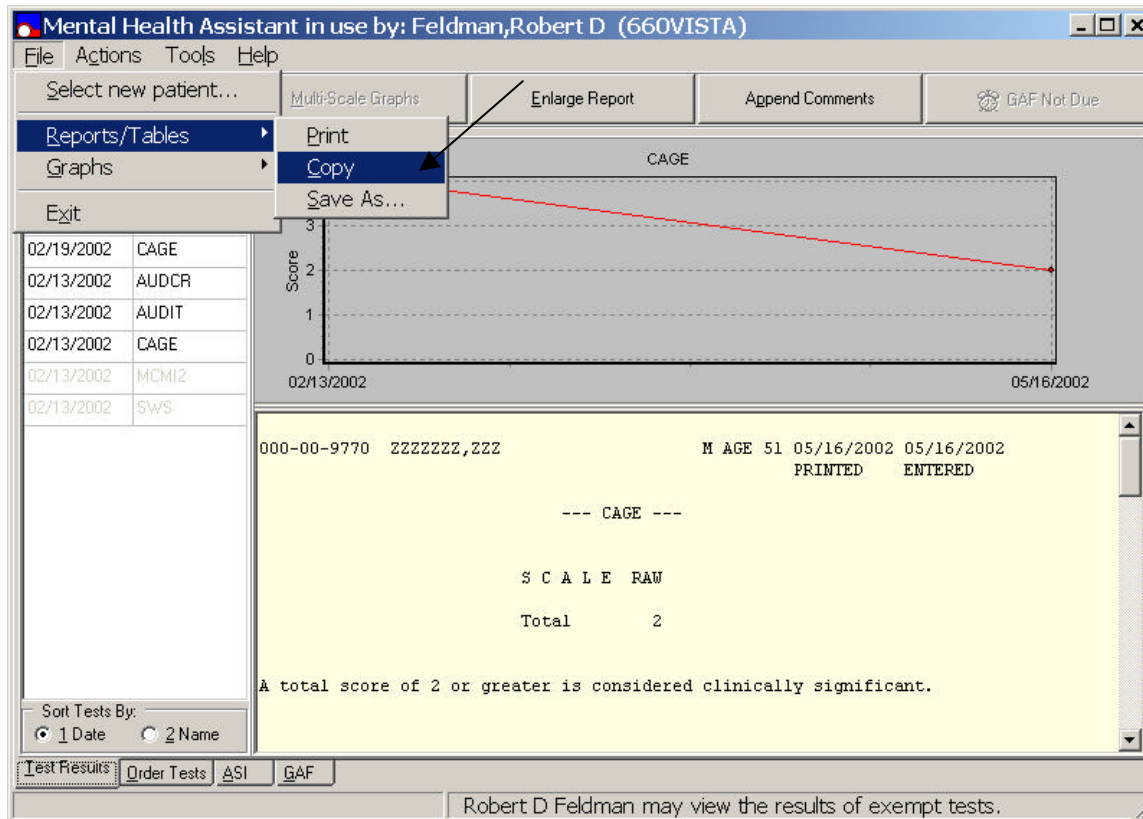 Mental Health Assistant in use by: Feldman,Robert D (660VISTA)
File Actions Tools Help
Select new patient...
Reports/Tables
Graphs
Exit
Print
Copy
Save As...
Multi-Scale Graphs
Enlarge Report
Append Comments
GAF Not Due
CAGE
Score
3
2
1
0
02/13/2002 05/16/2002
02/19/2002 CAGE
02/13/2002 AUDCR
02/13/2002 AUDIT
02/13/2002 CAGE
02/13/2002 MCMI2
02/13/2002 SWS
000-00-9770 ZZZZZZZ,ZZZ M AGE 51 05/16/2002 05/16/2002
PRINTED ENTERED
--- CAGE ---
S C A L E RAW
Total 2
A total score of 2 or greater is considered clinically significant.
Sort Tests By:
1 Date 2 Name
Test Results Order Tests ASI GAF
Robert D Feldman may view the results of exempt tests.